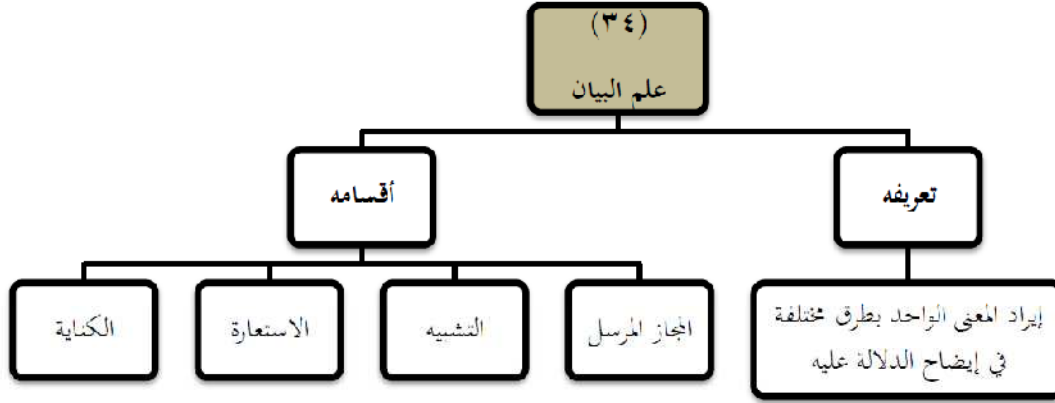 (٣٤)
علم البيان
تعريفه
أقسامه
إيراد المعنى الواحد بطرق مختلفة
في إيضاح الدلالة عليه
المجاز المرسل
التشبيه
الاستعارة
الكناية